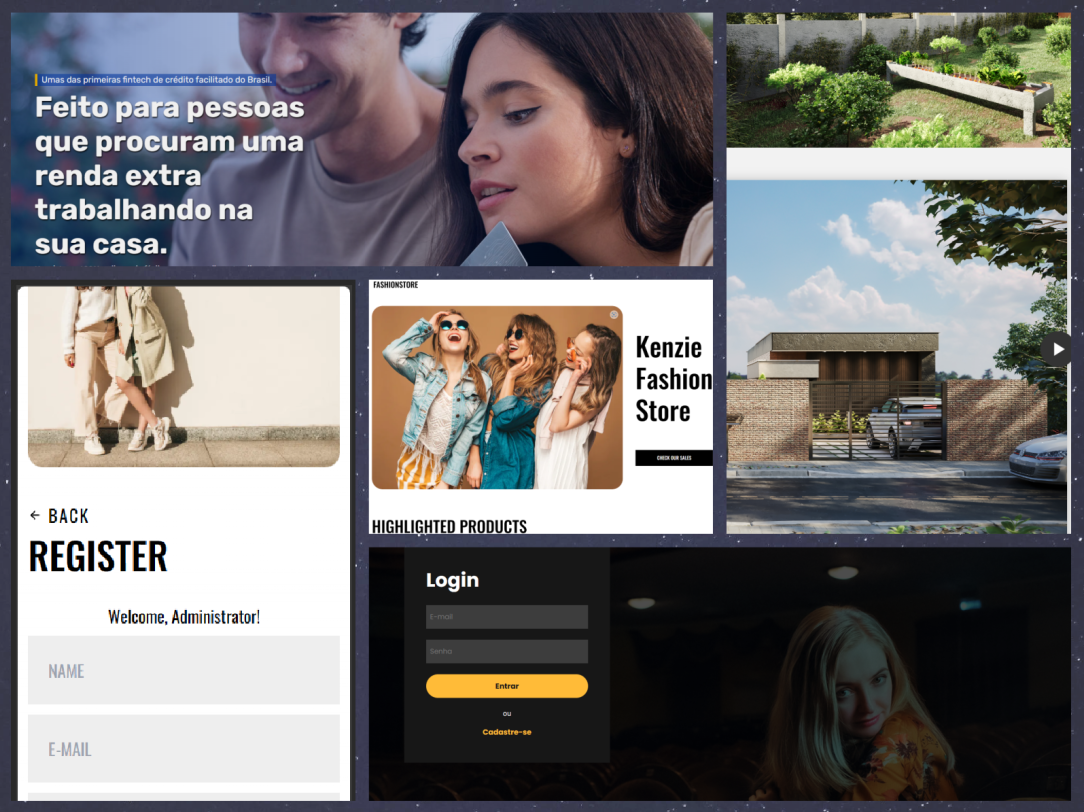 Umas das primeiras fintech de crédito facilitado do Brasil.
Feito para pessoas
que procuram uma
renda extra
trabalhando na
sua casa.
FASHIONSTORE
Kenzie
Fashion
Store
CHECK OUR SALES
HIGHLIGHTED PRODUCTS
BACK
REGISTER
Welcome, Administrator!
NAME
E-MAIL
Login
E-mail
Senha
Entrar
ou
Cadastre-se